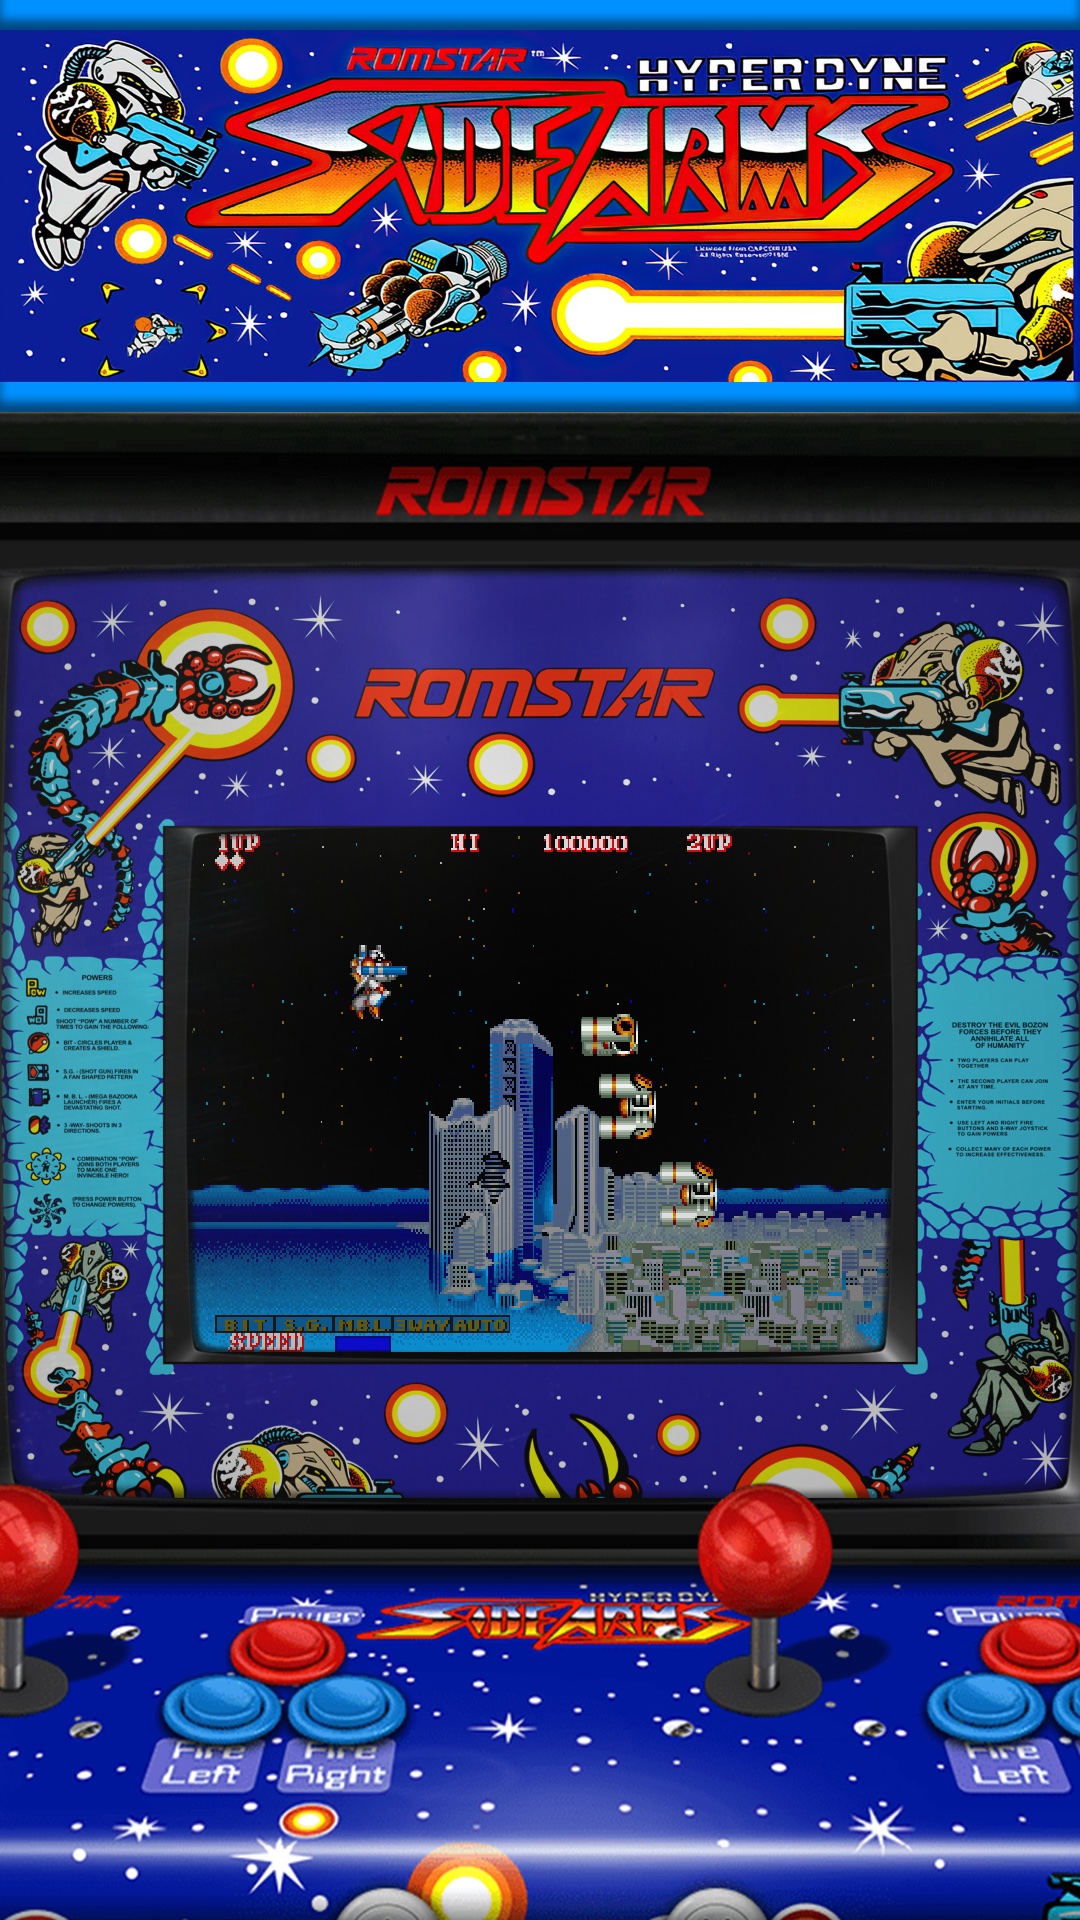 ROMSTAR™
HYPER DYNE
SIDE ARMS
Licensed From CAPCOM USA
All Rights Reserved ©1986
ROMSTAR
ROMSTAR
1UP HI 100000 2UP
POWERS
POW
• INCREASES SPEED
• DECREASES SPEED
SHOOT "POW" A NUMBER OF
TIMES TO GAIN THE FOLLOWING:
• BIT - CIRCLES PLAYER &
CREATES A SHIELD.
• S.G. - (SHOT GUN) FIRES IN
A FAN SHAPED PATTERN
• M. B. L. - (MEGA BAZOOKA
LAUNCHER) FIRES A
DEVASTATING SHOT.
• 3 -WAY- SHOOTS IN 3
DIRECTIONS.
• COMBINATION "POW"
JOINS BOTH PLAYERS
TO MAKE ONE
INVINCIBLE HERO!
(PRESS POWER BUTTON
TO CHANGE POWERS).
DESTROY THE EVIL BOZON
FORCES BEFORE THEY
ANNIHILATE ALL
OF HUMANITY
• TWO PLAYERS CAN PLAY
TOGETHER
• THE SECOND PLAYER CAN JOIN
AT ANY TIME.
• ENTER YOUR INITIALS BEFORE
STARTING.
• USE LEFT AND RIGHT FIRE
BUTTONS AND 8-WAY JOYSTICK
TO GAIN POWERS
• COLLECT MANY OF EACH POWER
TO INCREASE EFFECTIVENESS.
BIT S.G. M.B.L. 3WAY AUTO
SPEED
HYPER DY
SIDE ARMS
Power
Power
Fire Left
Fire Right
Fire Left